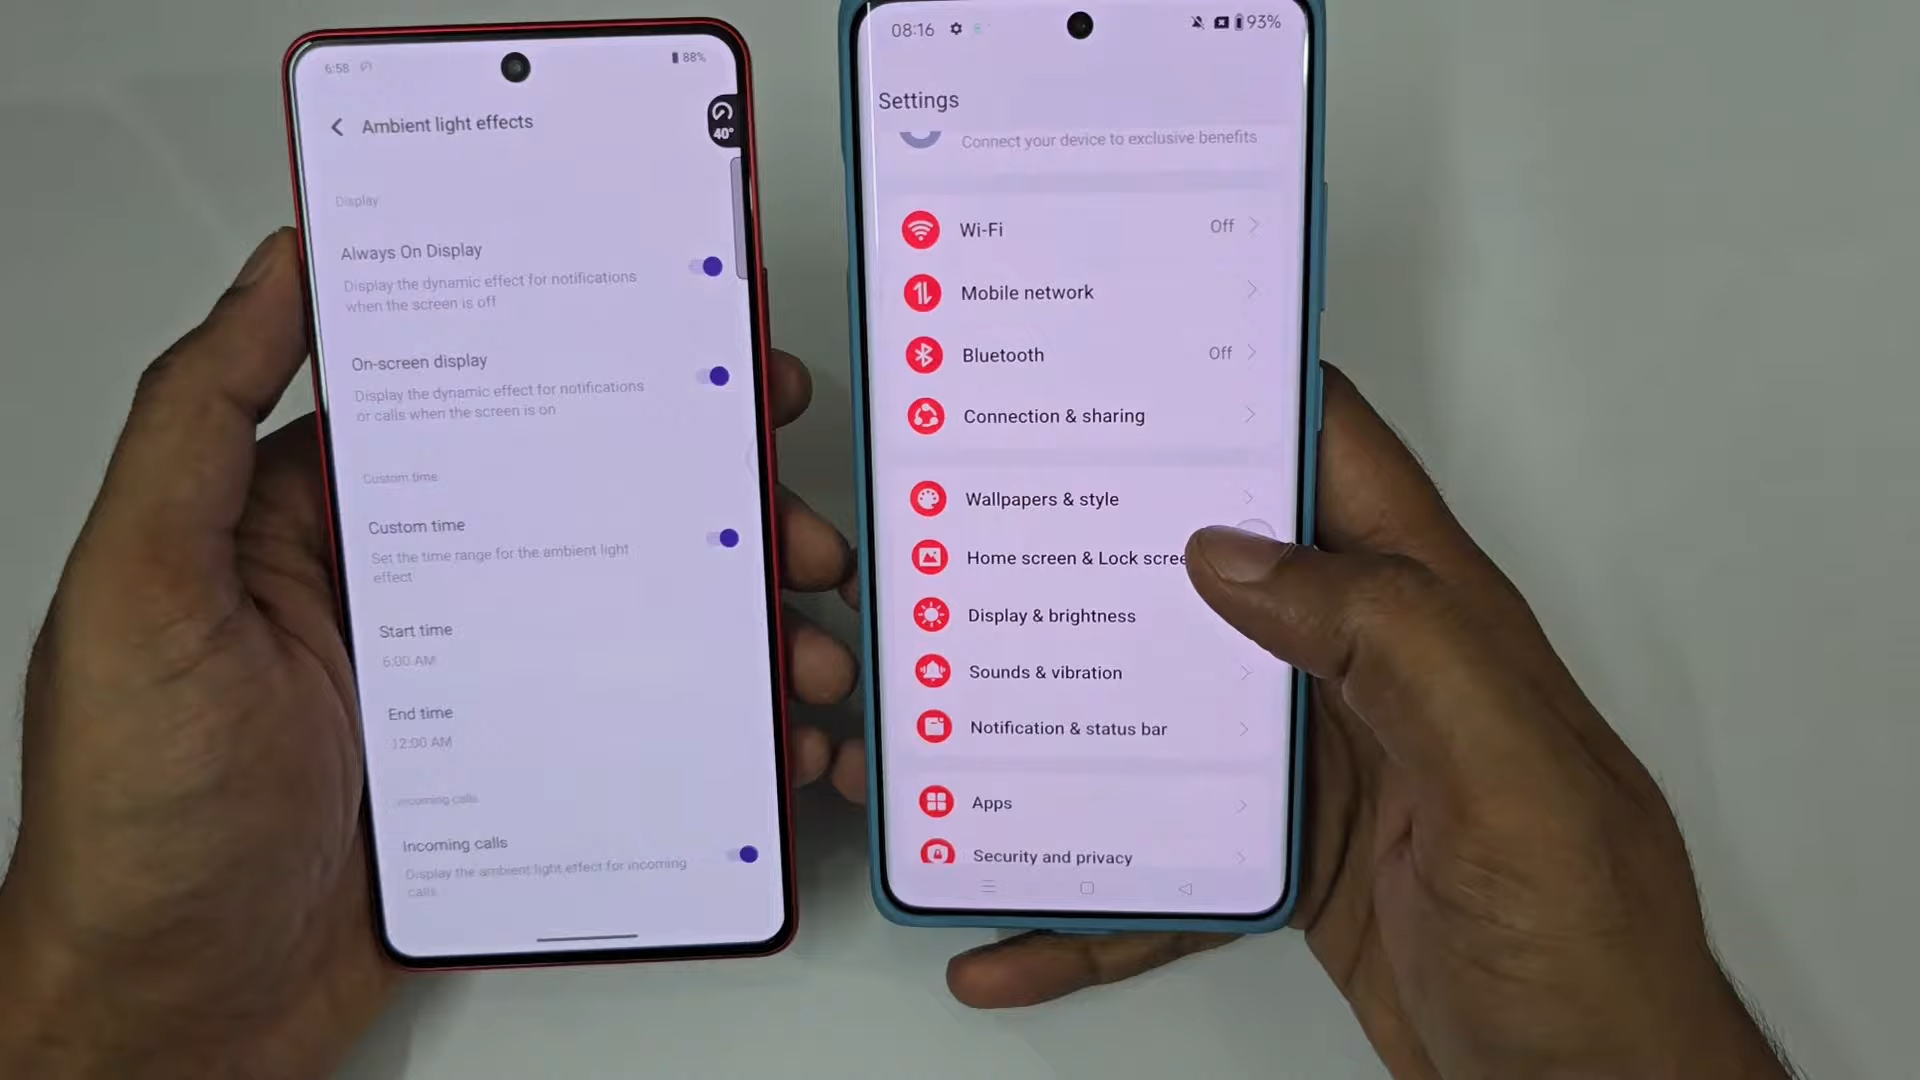 6:58
88%
Ambient light effects
40°
Display
Always On Display
Display the dynamic effect for notifications
when the screen is off
On-screen display
Display the dynamic effect for notifications
or calls when the screen is on
Custom time
Custom time
Set the time range for the ambient light
effect
Start time
6:00 AM
End time
12:00 AM
Incoming calls
Incoming calls
Display the ambient light effect for incoming
calls
08:16
93%
Settings
Connect your device to exclusive benefits
Wi-Fi
Off
Mobile network
Bluetooth
Off
Connection & sharing
Wallpapers & style
Home screen & Lock scree
Display & brightness
Sounds & vibration
Notification & status bar
Apps
Security and privacy